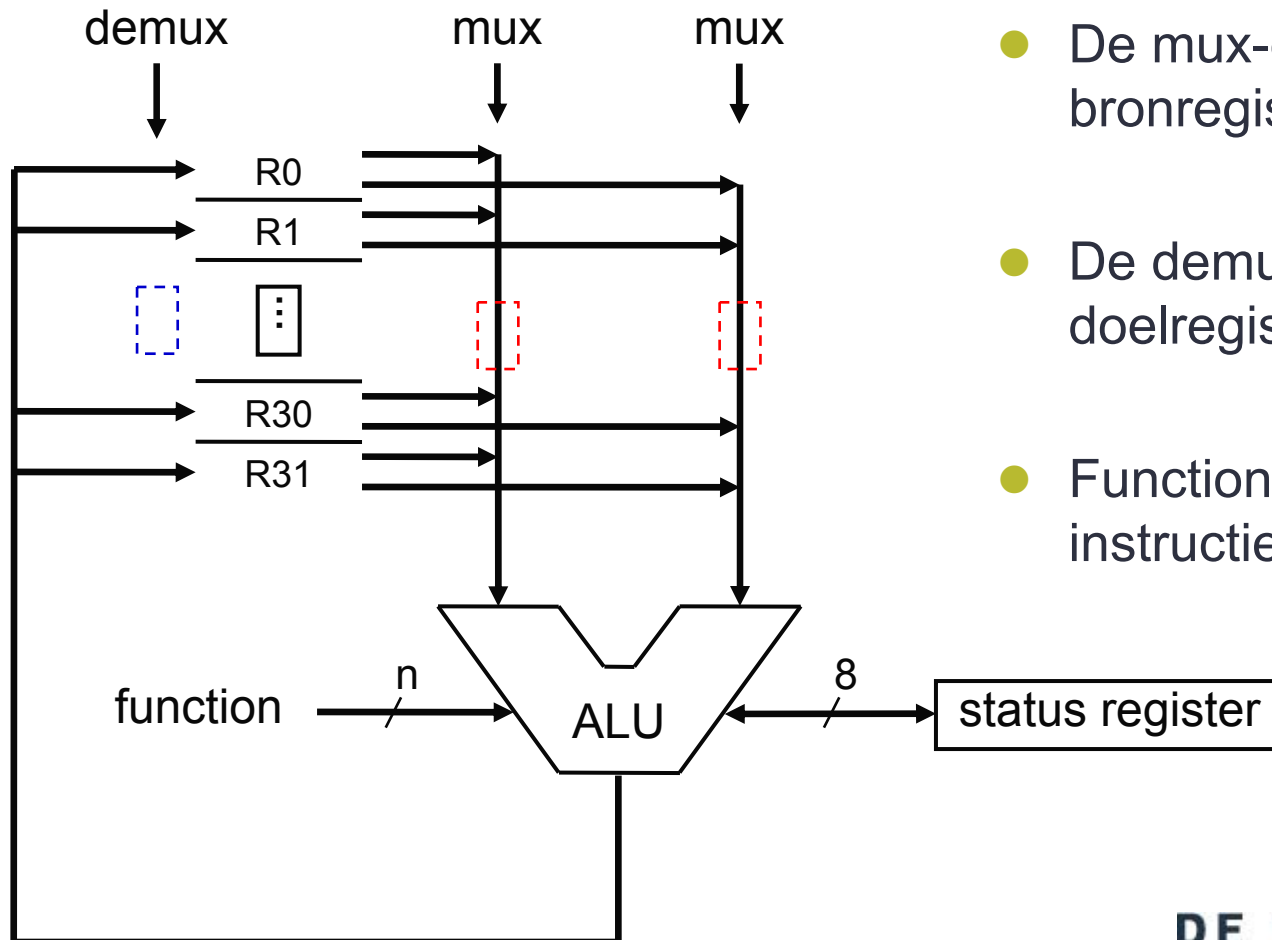 demux
mux
mux
R0
R1
⋮
R30
R31
n
function
ALU
8
status register
De mux-
bronregis
De demu
doelregis
Function
instructie
DE